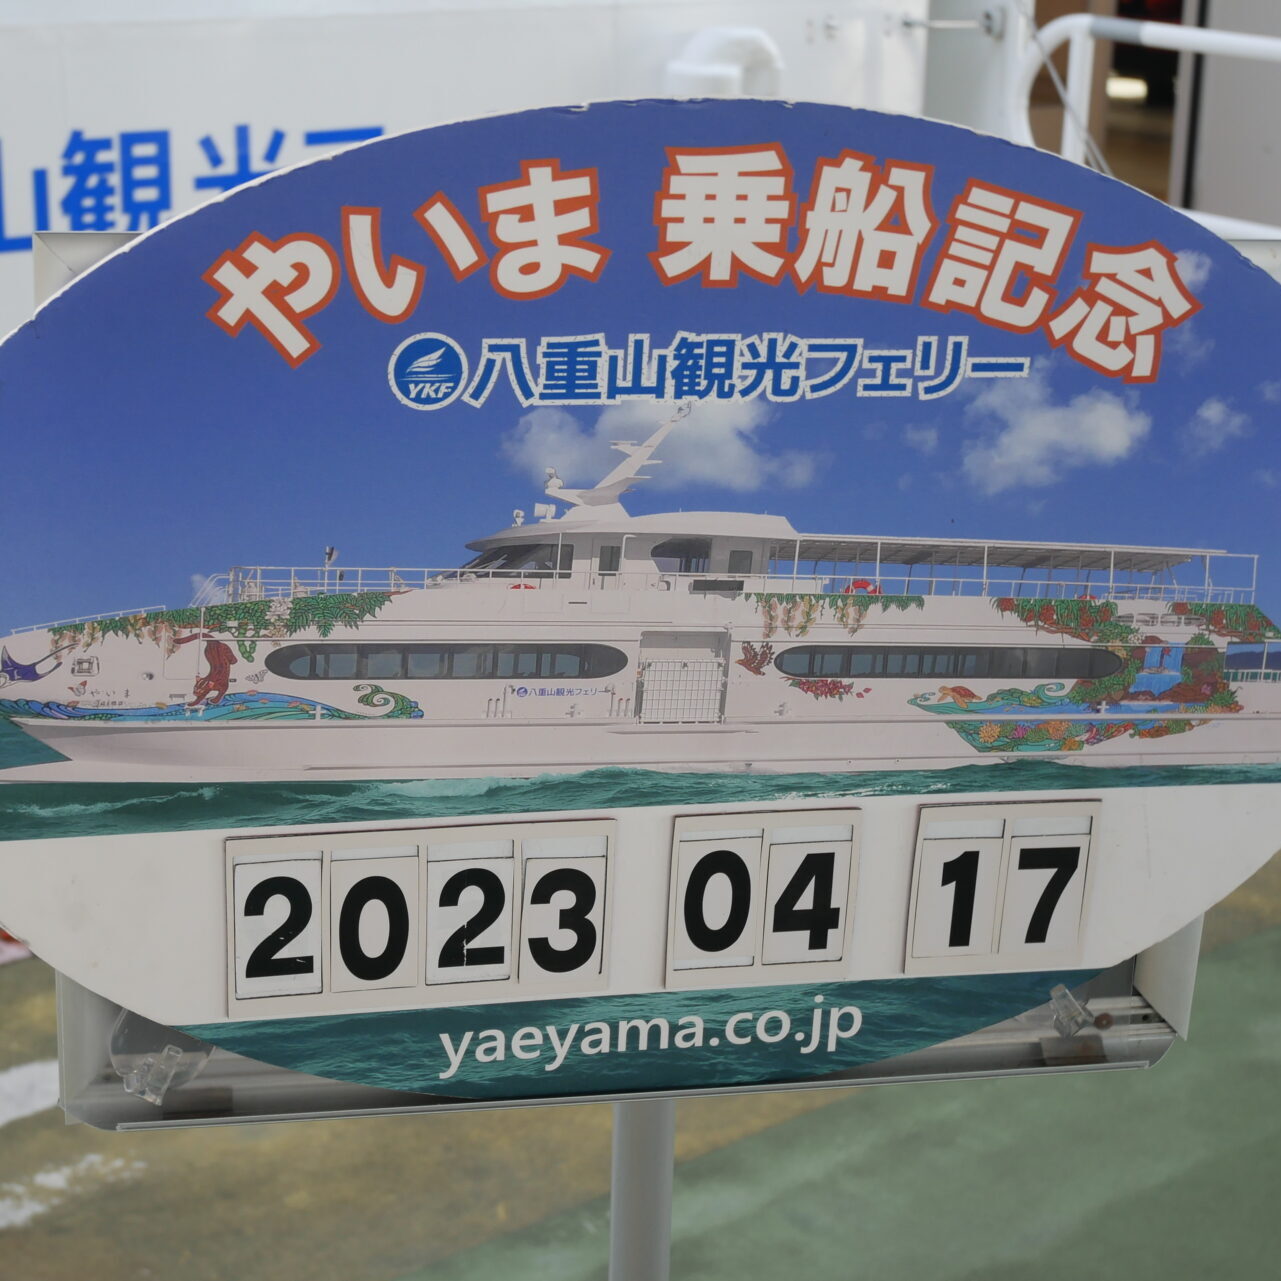 山観光フェ
やいま 乗船記念
YKF 八重山観光フェリー
八重山観光フェリー
やいま
2023 04 17
yaeyama.co.jp